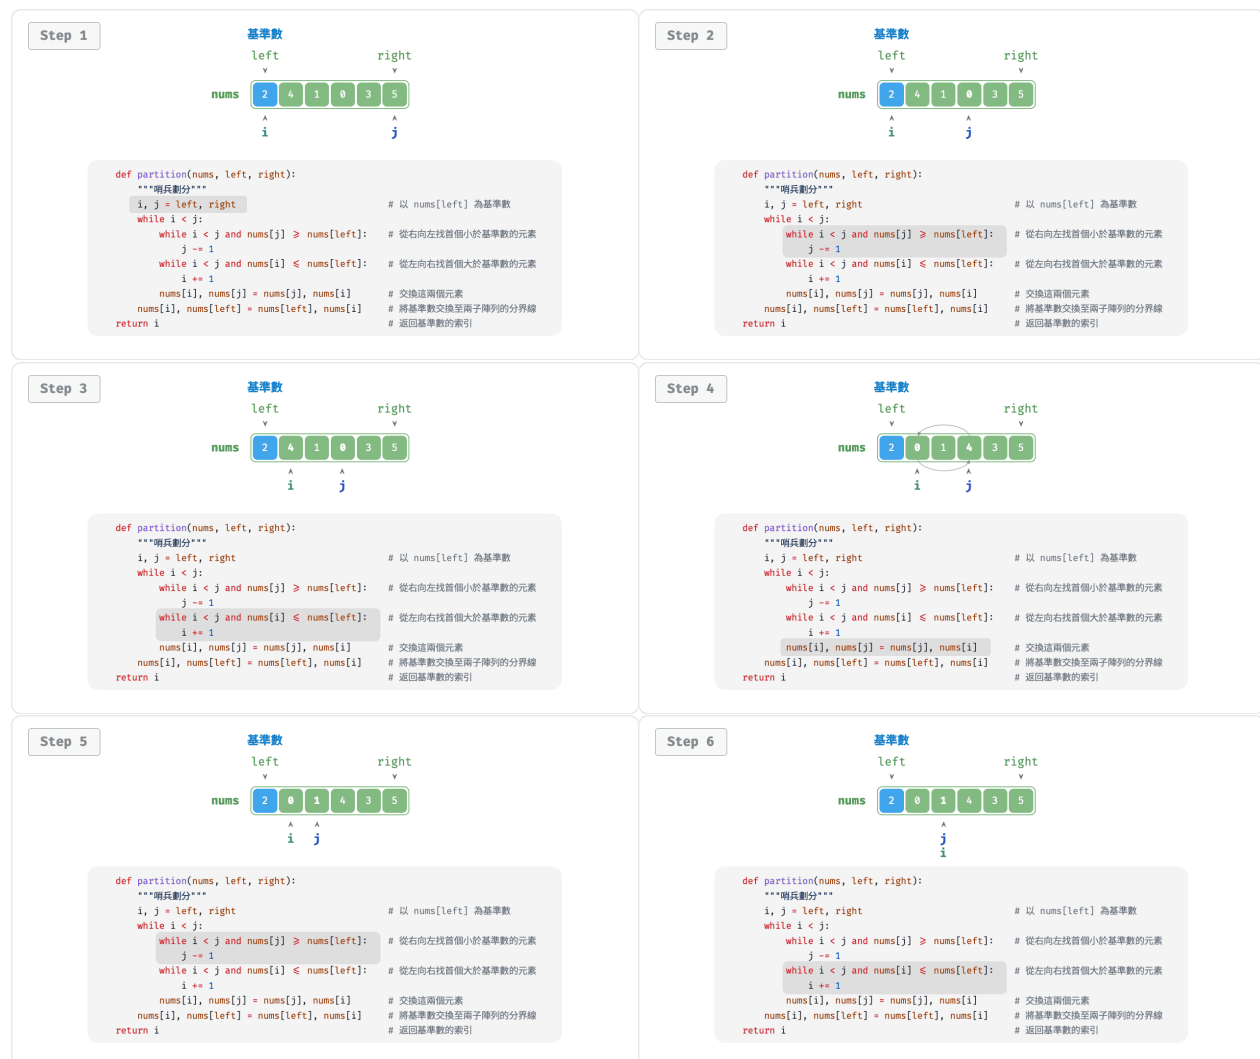 Step 1
基準數
left right
nums 2 4 1 0 3 5
i j
def partition(nums, left, right):
"""哨兵劃分"""
i, j = left, right # 以 nums[left] 為基準數
while i < j:
while i < j and nums[j] ⩾ nums[left]: # 從右向左找首個小於基準數的元素
j -= 1
while i < j and nums[i] ⩽ nums[left]: # 從左向右找首個大於基準數的元素
i += 1
nums[i], nums[j] = nums[j], nums[i] # 交換這兩個元素
nums[i], nums[left] = nums[left], nums[i] # 將基準數交換至兩子陣列的分界線
return i # 返回基準數的索引
Step 2
基準數
left right
nums 2 4 1 0 3 5
i j
def partition(nums, left, right):
"""哨兵劃分"""
i, j = left, right # 以 nums[left] 為基準數
while i < j:
while i < j and nums[j] ⩾ nums[left]: # 從右向左找首個小於基準數的元素
j -= 1
while i < j and nums[i] ⩽ nums[left]: # 從左向右找首個大於基準數的元素
i += 1
nums[i], nums[j] = nums[j], nums[i] # 交換這兩個元素
nums[i], nums[left] = nums[left], nums[i] # 將基準數交換至兩子陣列的分界線
return i # 返回基準數的索引
Step 3
基準數
left right
nums 2 4 1 0 3 5
i j
def partition(nums, left, right):
"""哨兵劃分"""
i, j = left, right # 以 nums[left] 為基準數
while i < j:
while i < j and nums[j] ⩾ nums[left]: # 從右向左找首個小於基準數的元素
j -= 1
while i < j and nums[i] ⩽ nums[left]: # 從左向右找首個大於基準數的元素
i += 1
nums[i], nums[j] = nums[j], nums[i] # 交換這兩個元素
nums[i], nums[left] = nums[left], nums[i] # 將基準數交換至兩子陣列的分界線
return i # 返回基準數的索引
Step 4
基準數
left right
nums 2 0 1 4 3 5
i j
def partition(nums, left, right):
"""哨兵劃分"""
i, j = left, right # 以 nums[left] 為基準數
while i < j:
while i < j and nums[j] ⩾ nums[left]: # 從右向左找首個小於基準數的元素
j -= 1
while i < j and nums[i] ⩽ nums[left]: # 從左向右找首個大於基準數的元素
i += 1
nums[i], nums[j] = nums[j], nums[i] # 交換這兩個元素
nums[i], nums[left] = nums[left], nums[i] # 將基準數交換至兩子陣列的分界線
return i # 返回基準數的索引
Step 5
基準數
left right
nums 2 0 1 4 3 5
i j
def partition(nums, left, right):
"""哨兵劃分"""
i, j = left, right # 以 nums[left] 為基準數
while i < j:
while i < j and nums[j] ⩾ nums[left]: # 從右向左找首個小於基準數的元素
j -= 1
while i < j and nums[i] ⩽ nums[left]: # 從左向右找首個大於基準數的元素
i += 1
nums[i], nums[j] = nums[j], nums[i] # 交換這兩個元素
nums[i], nums[left] = nums[left], nums[i] # 將基準數交換至兩子陣列的分界線
return i # 返回基準數的索引
Step 6
基準數
left right
nums 2 0 1 4 3 5
j
i
def partition(nums, left, right):
"""哨兵劃分"""
i, j = left, right # 以 nums[left] 為基準數
while i < j:
while i < j and nums[j] ⩾ nums[left]: # 從右向左找首個小於基準數的元素
j -= 1
while i < j and nums[i] ⩽ nums[left]: # 從左向右找首個大於基準數的元素
i += 1
nums[i], nums[j] = nums[j], nums[i] # 交換這兩個元素
nums[i], nums[left] = nums[left], nums[i] # 將基準數交換至兩子陣列的分界線
return i # 返回基準數的索引